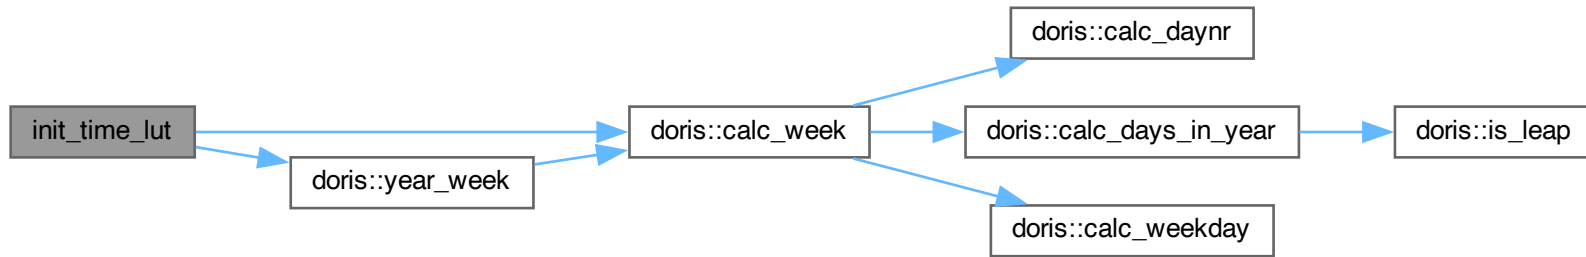 init_time_lut
doris::year_week
doris::calc_week
doris::calc_daynr
doris::calc_days_in_year
doris::calc_weekday
doris::is_leap